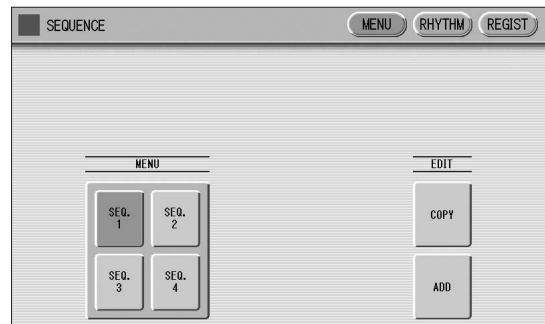 SEQUENCE MENU RHYTHM REGIST
MENU EDIT
SEQ. 1
SEQ. 2
COPY
SEQ. 3
SEQ. 4
ADD